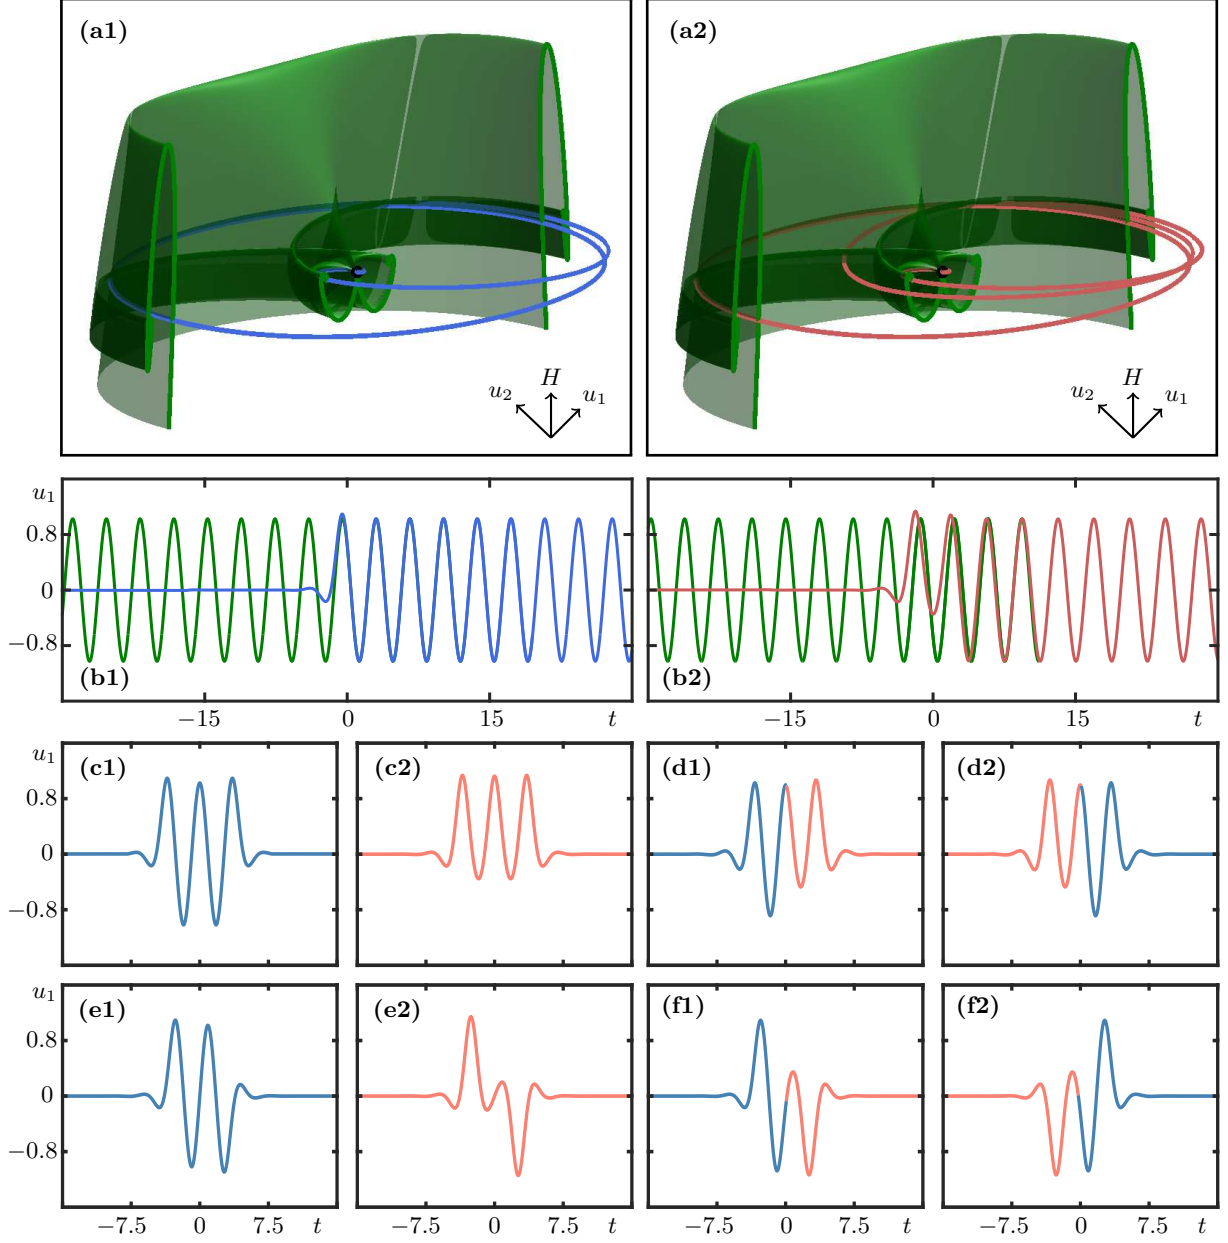 (a1) (a2)
H H
u2 u1 u2 u1
u1
0.8
0
−0.8
(b1) (b2)
−15 0 15 t −15 0 15 t
u1
(c1) (c2) (d1) (d2)
0.8
0
−0.8
u1
(e1) (e2) (f1) (f2)
0.8
0
−0.8
−7.5 0 7.5 t −7.5 0 7.5 t −7.5 0 7.5 t −7.5 0 7.5 t